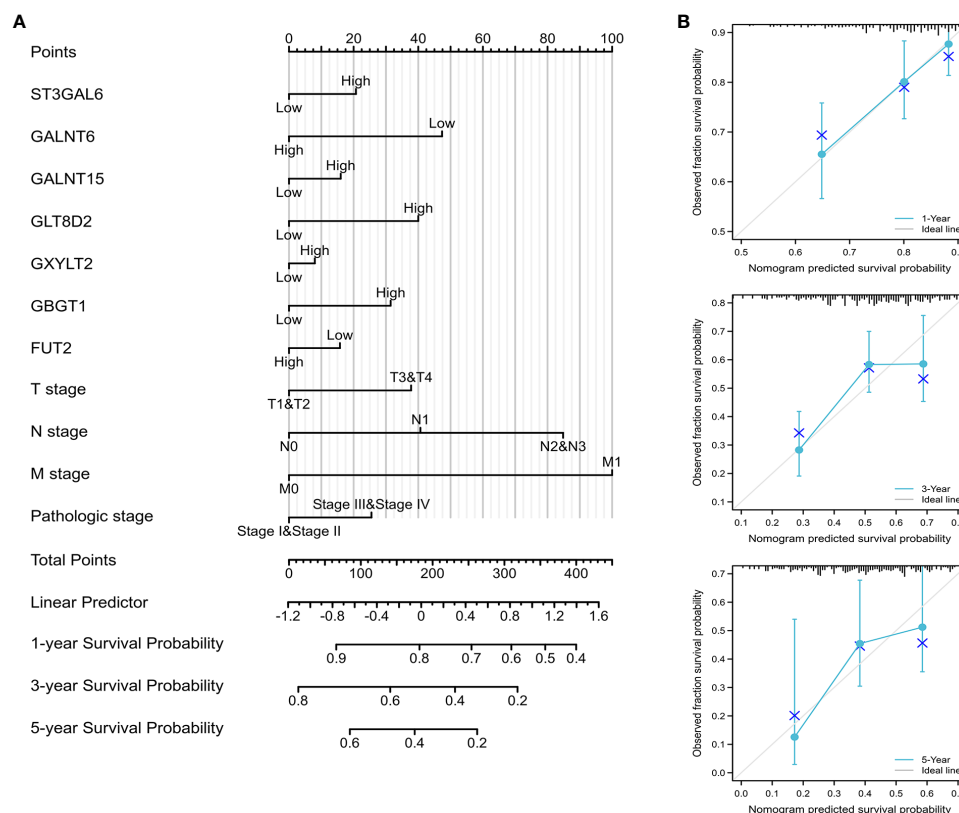 A
Points
0 20 40 60 80 100
ST3GAL6
High
Low
GALNT6
Low
High
GALNT15
High
Low
GLT8D2
High
Low
GXYLT2
High
Low
GBGT1
High
Low
FUT2
Low
High
T stage
T3&T4
T1&T2
N stage
N1
N0 N2&N3
M stage
M1
M0
Pathologic stage
Stage III&Stage IV
Stage I&Stage II
Total Points
0 100 200 300 400
Linear Predictor
-1.2 -0.8 -0.4 0 0.4 0.8 1.2 1.6
1-year Survival Probability
0.9 0.8 0.7 0.6 0.5 0.4
3-year Survival Probability
0.8 0.6 0.4 0.2
5-year Survival Probability
0.6 0.4 0.2
B
Observed fraction survival probability
0.9
0.8
0.7
0.6
0.5
1-Year
Ideal line
0.5 0.6 0.7 0.8
Nomogram predicted survival probability
Observed fraction survival probability
0.8
0.7
0.6
0.5
0.4
0.3
0.2
0.1
3-Year
Ideal line
0.1 0.2 0.3 0.4 0.5 0.6 0.7
Nomogram predicted survival probability
Observed fraction survival probability
0.7
0.6
0.5
0.4
0.3
0.2
0.1
0.0
5-Year
Ideal line
0.0 0.1 0.2 0.3 0.4 0.5 0.6
Nomogram predicted survival probability